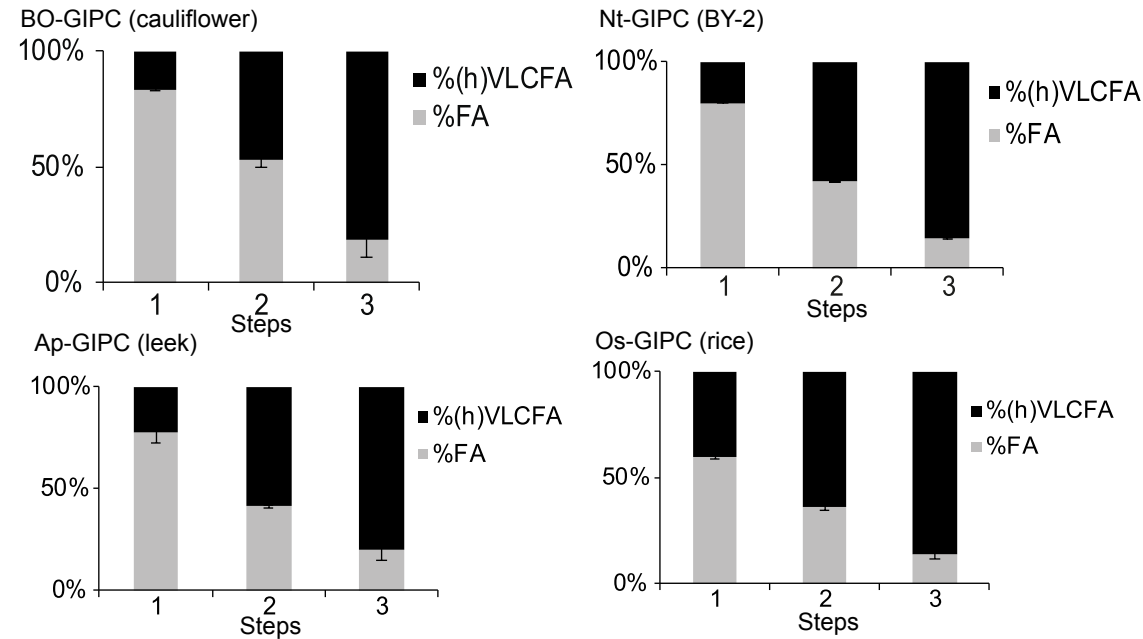 BO-GIPC (cauliflower)
100%
50%
0%
1 2 3
Steps
%(h)VLCFA
%FA
Nt-GIPC (BY-2)
100%
50%
0%
1 2 3
Steps
%(h)VLCFA
%FA
Ap-GIPC (leek)
100%
50%
0%
1 2 3
Steps
%(h)VLCFA
%FA
Os-GIPC (rice)
100%
50%
0%
1 2 3
Steps
%(h)VLCFA
%FA